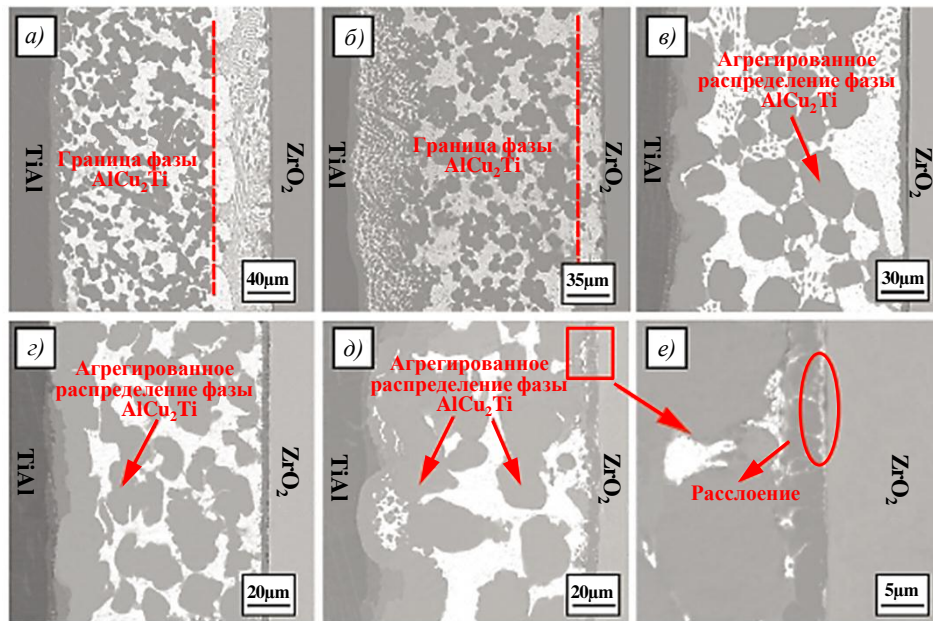 а)
TiAl
Граница фазы
AlCu₂Ti
ZrO₂
40μm
б)
TiAl
Граница фазы
AlCu₂Ti
ZrO₂
35μm
в)
TiAl
Агрегированное
распределение фазы
AlCu₂Ti
ZrO₂
30μm
г)
TiAl
Агрегированное
распределение фазы
AlCu₂Ti
ZrO₂
20μm
д)
TiAl
Агрегированное
распределение фазы
AlCu₂Ti
ZrO₂
20μm
е)
Расслоение
ZrO₂
5μm